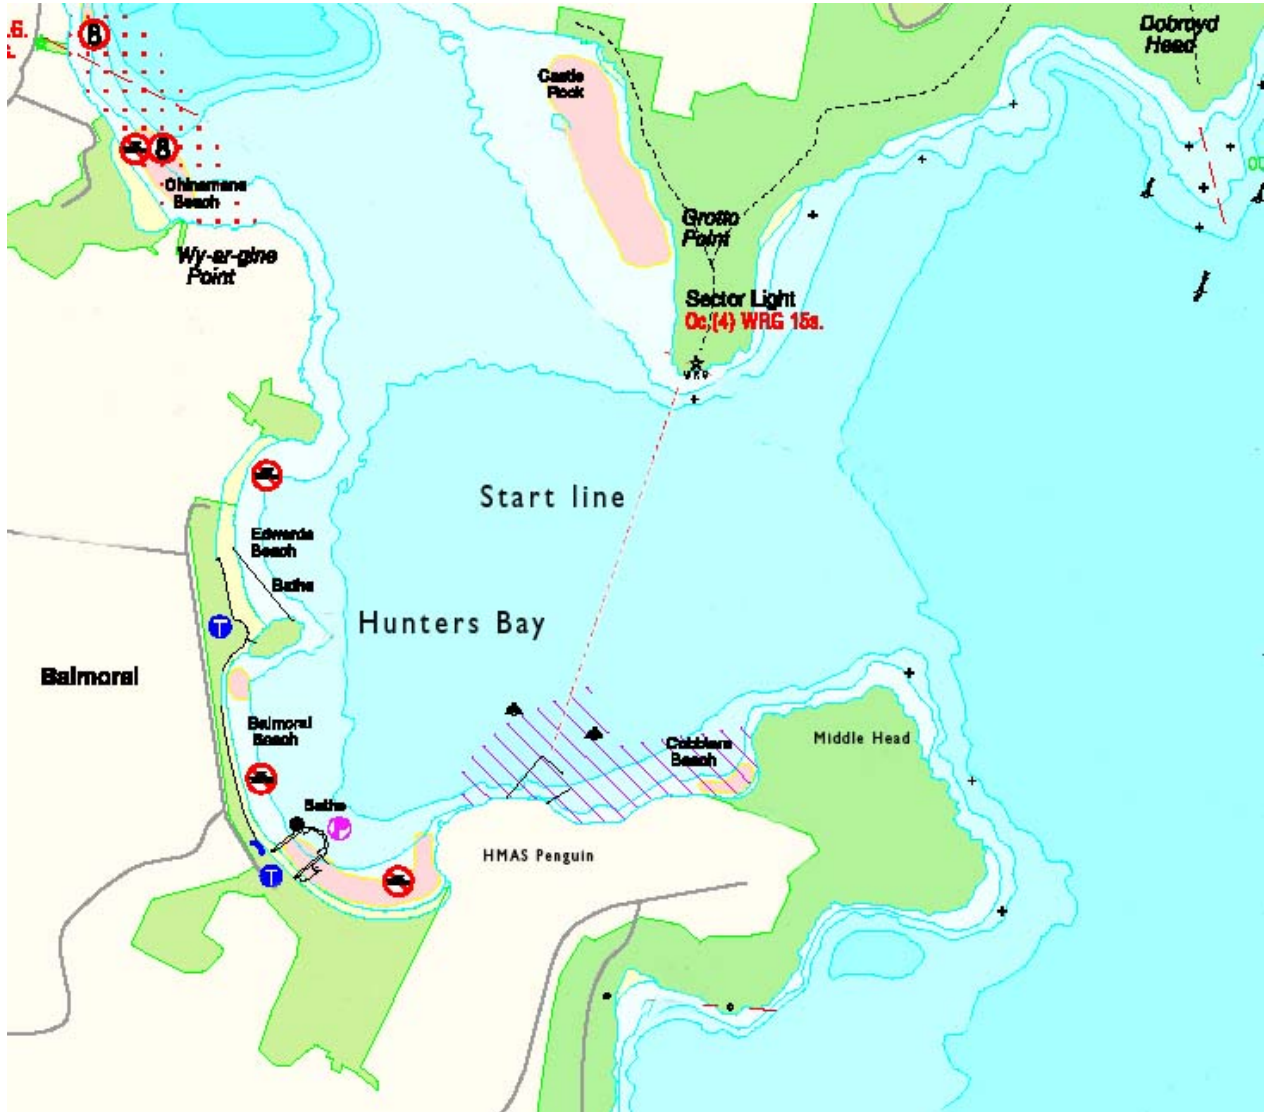 Dobroyd
Head
Castle
Rock
Chinamans
Beach
Grotto
Point
Wy-ar-gine
Point
Sector Light
Oc.(4) WRG 15s.
Start line
Edwards
Beach
Baths
Hunters Bay
T
Balmoral
Balmoral
Beach
Cobblers
Beach
Middle Head
Baths
HMAS Penguin
T